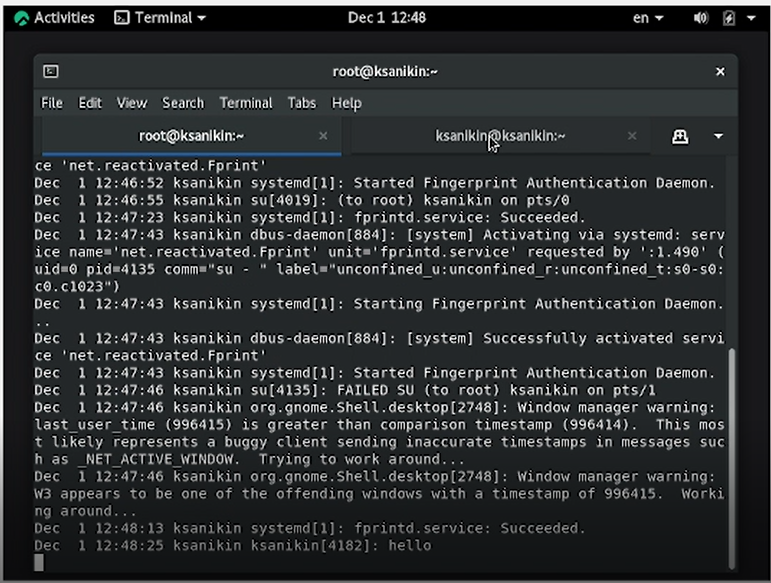 Activities Terminal Dec 1 12:48 en
root@ksanikin:~
File Edit View Search Terminal Tabs Help
root@ksanikin:~ × ksanikin@ksanikin:~ ×
ce 'net.reactivated.Fprint'
Dec  1 12:46:52 ksanikin systemd[1]: Started Fingerprint Authentication Daemon.
Dec  1 12:46:55 ksanikin su[4019]: (to root) ksanikin on pts/0
Dec  1 12:47:23 ksanikin systemd[1]: fprintd.service: Succeeded.
Dec  1 12:47:43 ksanikin dbus-daemon[884]: [system] Activating via systemd: serv
ice name='net.reactivated.Fprint' unit='fprintd.service' requested by ':1.490' (
uid=0 pid=4135 comm="su - " label="unconfined_u:unconfined_r:unconfined_t:s0-s0:
c0.c1023")
Dec  1 12:47:43 ksanikin systemd[1]: Starting Fingerprint Authentication Daemon.
..
Dec  1 12:47:43 ksanikin dbus-daemon[884]: [system] Successfully activated servi
ce 'net.reactivated.Fprint'
Dec  1 12:47:43 ksanikin systemd[1]: Started Fingerprint Authentication Daemon.
Dec  1 12:47:46 ksanikin su[4135]: FAILED SU (to root) ksanikin on pts/1
Dec  1 12:47:46 ksanikin org.gnome.Shell.desktop[2748]: Window manager warning:
last_user_time (996415) is greater than comparison timestamp (996414).  This mos
t likely represents a buggy client sending inaccurate timestamps in messages suc
h as _NET_ACTIVE_WINDOW.  Trying to work around...
Dec  1 12:47:46 ksanikin org.gnome.Shell.desktop[2748]: Window manager warning:
W3 appears to be one of the offending windows with a timestamp of 996415.  Worki
ng around...
Dec  1 12:48:13 ksanikin systemd[1]: fprintd.service: Succeeded.
Dec  1 12:48:25 ksanikin ksanikin[4182]: hello